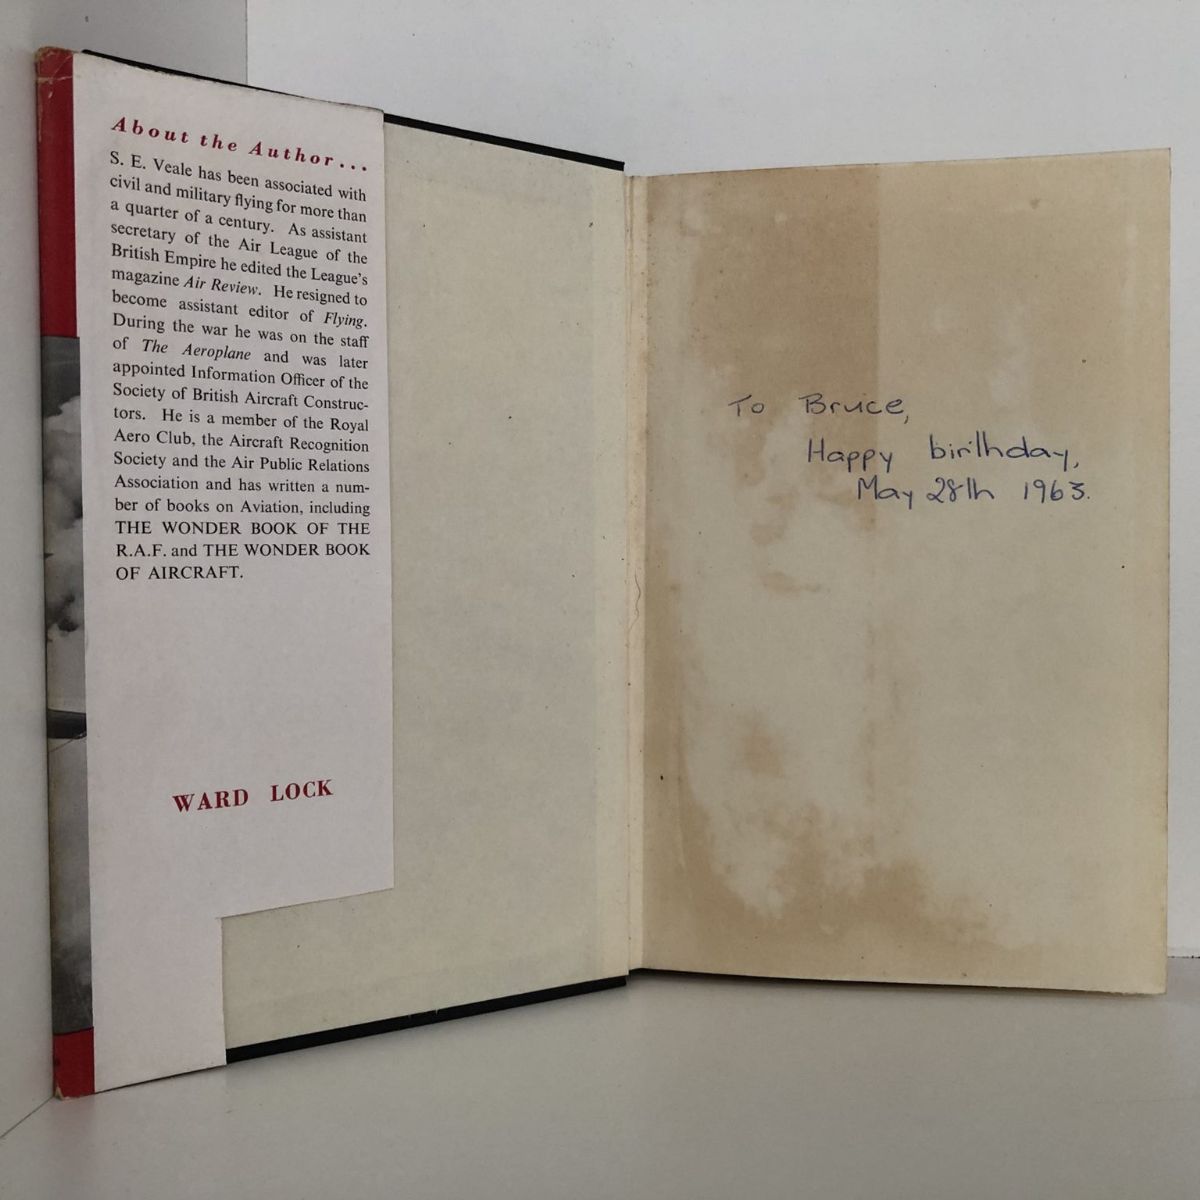 About the Author...
S. E. Veale has been associated with
civil and military flying for more than
a quarter of a century. As assistant
secretary of the Air League of the
British Empire he edited the League's
magazine Air Review. He resigned to
become assistant editor of Flying.
During the war he was on the staff
of The Aeroplane and was later
appointed Information Officer of the
Society of British Aircraft Construc-
tors. He is a member of the Royal
Aero Club, the Aircraft Recognition
Society and the Air Public Relations
Association and has written a num-
ber of books on Aviation, including
THE WONDER BOOK OF THE
R.A.F. and THE WONDER BOOK
OF AIRCRAFT.
WARD LOCK
To Bruce,
Happy birthday,
May 28th 1963.